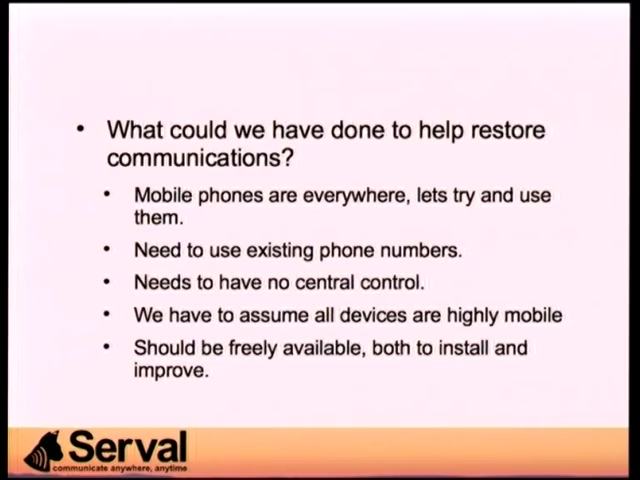 • What could we have done to help restore
communications?
• Mobile phones are everywhere, lets try and use
them.
• Need to use existing phone numbers.
• Needs to have no central control.
• We have to assume all devices are highly mobile
• Should be freely available, both to install and
improve.
Serval
communicate anywhere, anytime